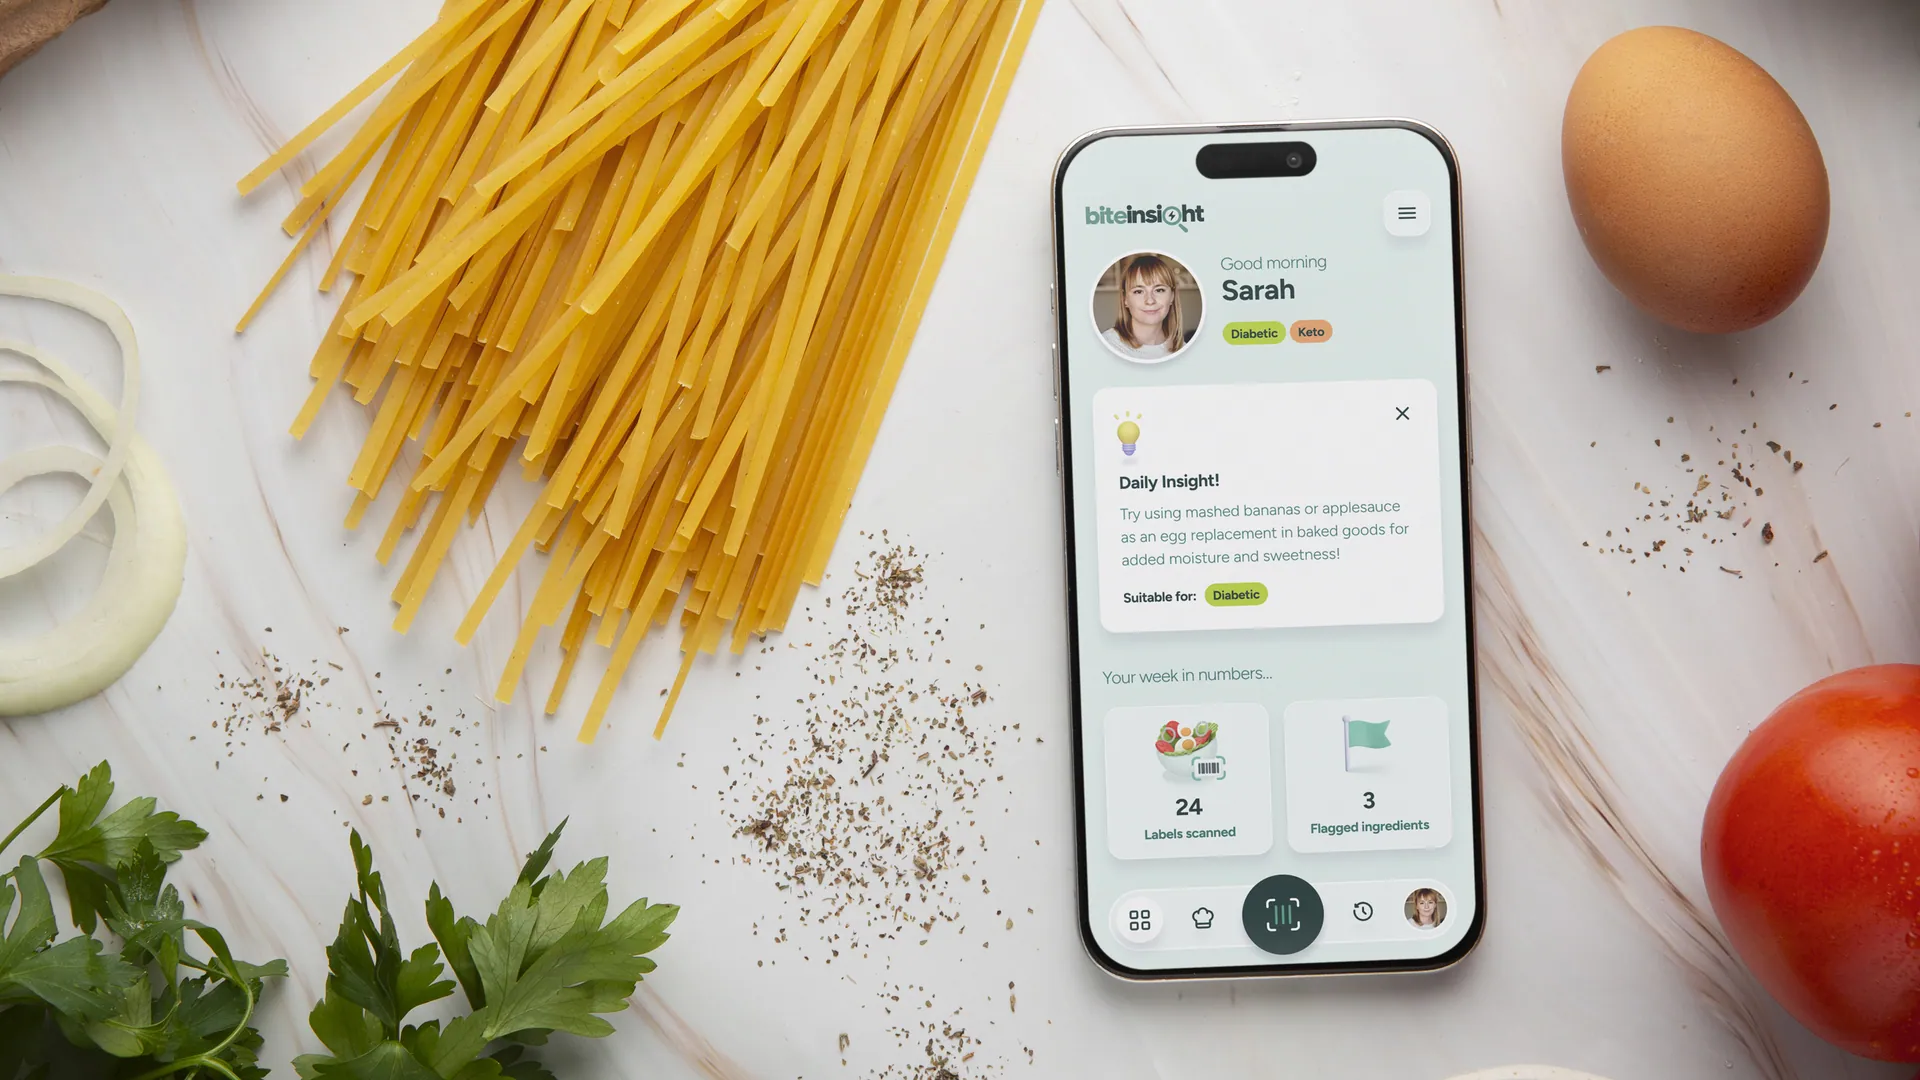 biteinsight
Good morning
Sarah
Diabetic Keto
Daily Insight!
Try using mashed bananas or applesauce
as an egg replacement in baked goods for
added moisture and sweetness!
Suitable for: Diabetic
Your week in numbers...
24
Labels scanned
3
Flagged ingredients